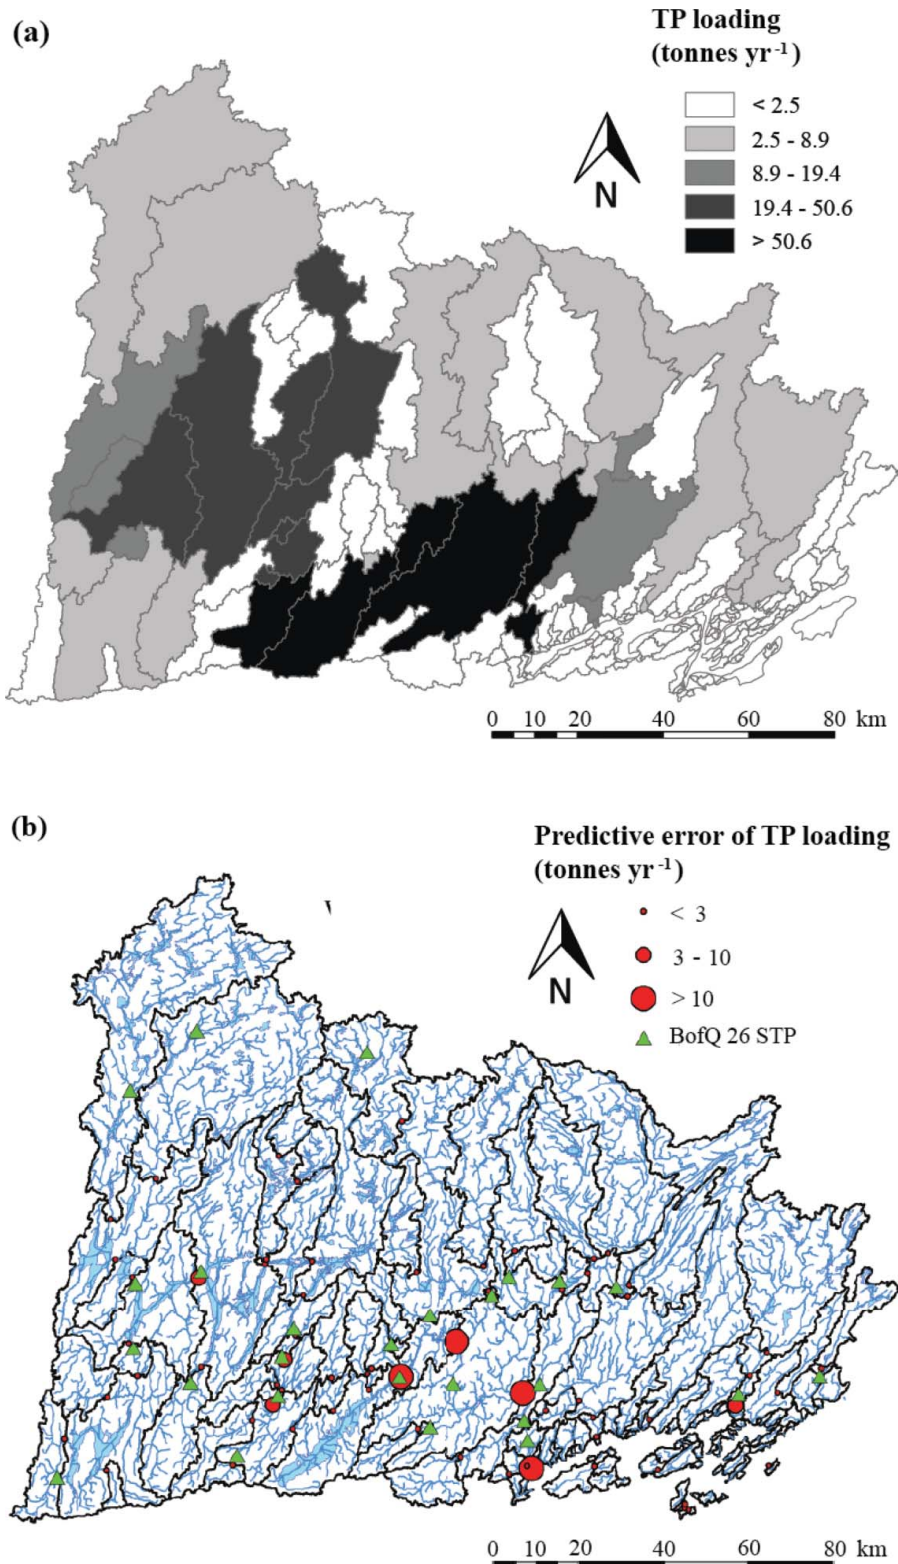 (a)
TP loading
(tonnes yr⁻¹)
< 2.5
2.5 - 8.9
8.9 - 19.4
19.4 - 50.6
> 50.6
N
0 10 20 40 60 80 km
(b)
Predictive error of TP loading
(tonnes yr⁻¹)
< 3
3 - 10
> 10
BofQ 26 STP
N
0 10 20 40 60 80 km